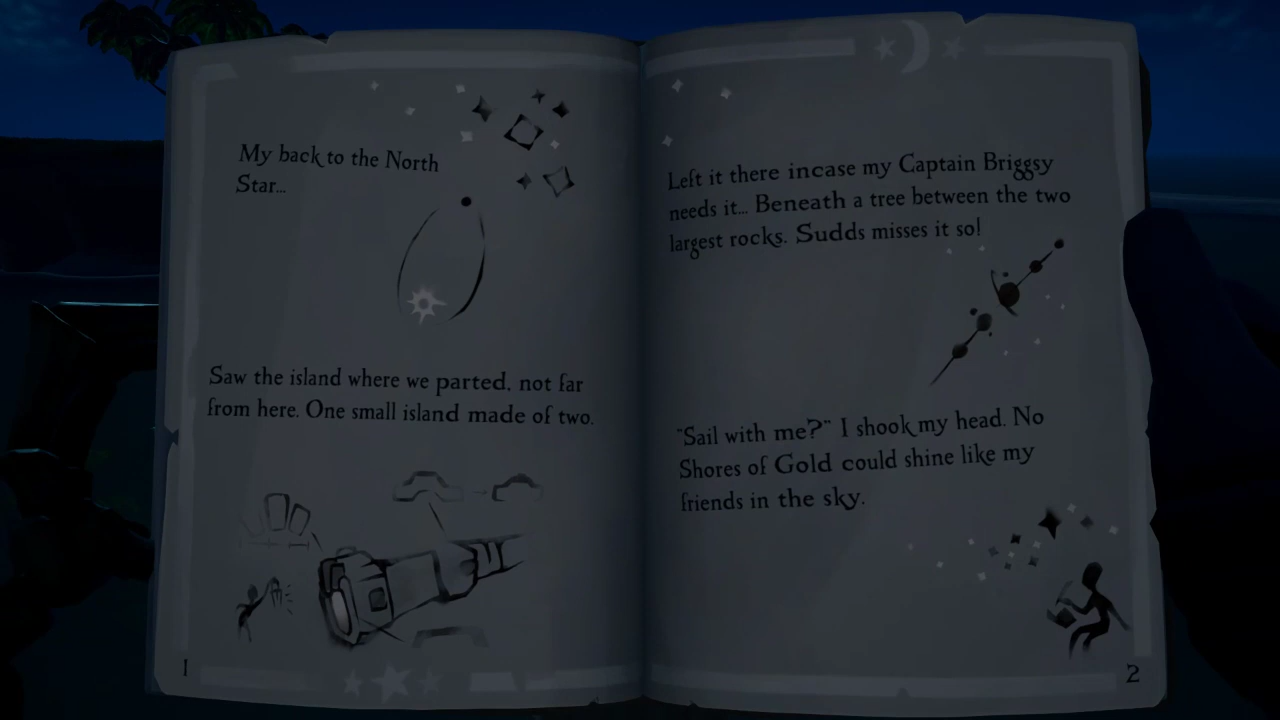 My back to the North
Star...
Saw the island where we parted, not far
from here. One small island made of two.
1
Left it there incase my Captain Briggsy
needs it... Beneath a tree between the two
largest rocks. Sudds misses it so!
"Sail with me?" I shook my head. No
Shores of Gold could shine like my
friends in the sky.
2